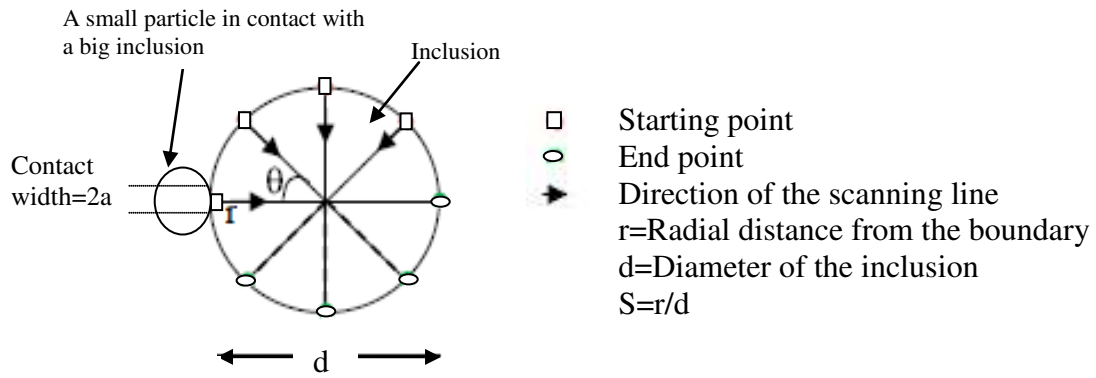 A small particle in contact with
a big inclusion
Inclusion
Contact
width=2a
θ
r
d
Starting point
End point
Direction of the scanning line
r=Radial distance from the boundary
d=Diameter of the inclusion
S=r/d